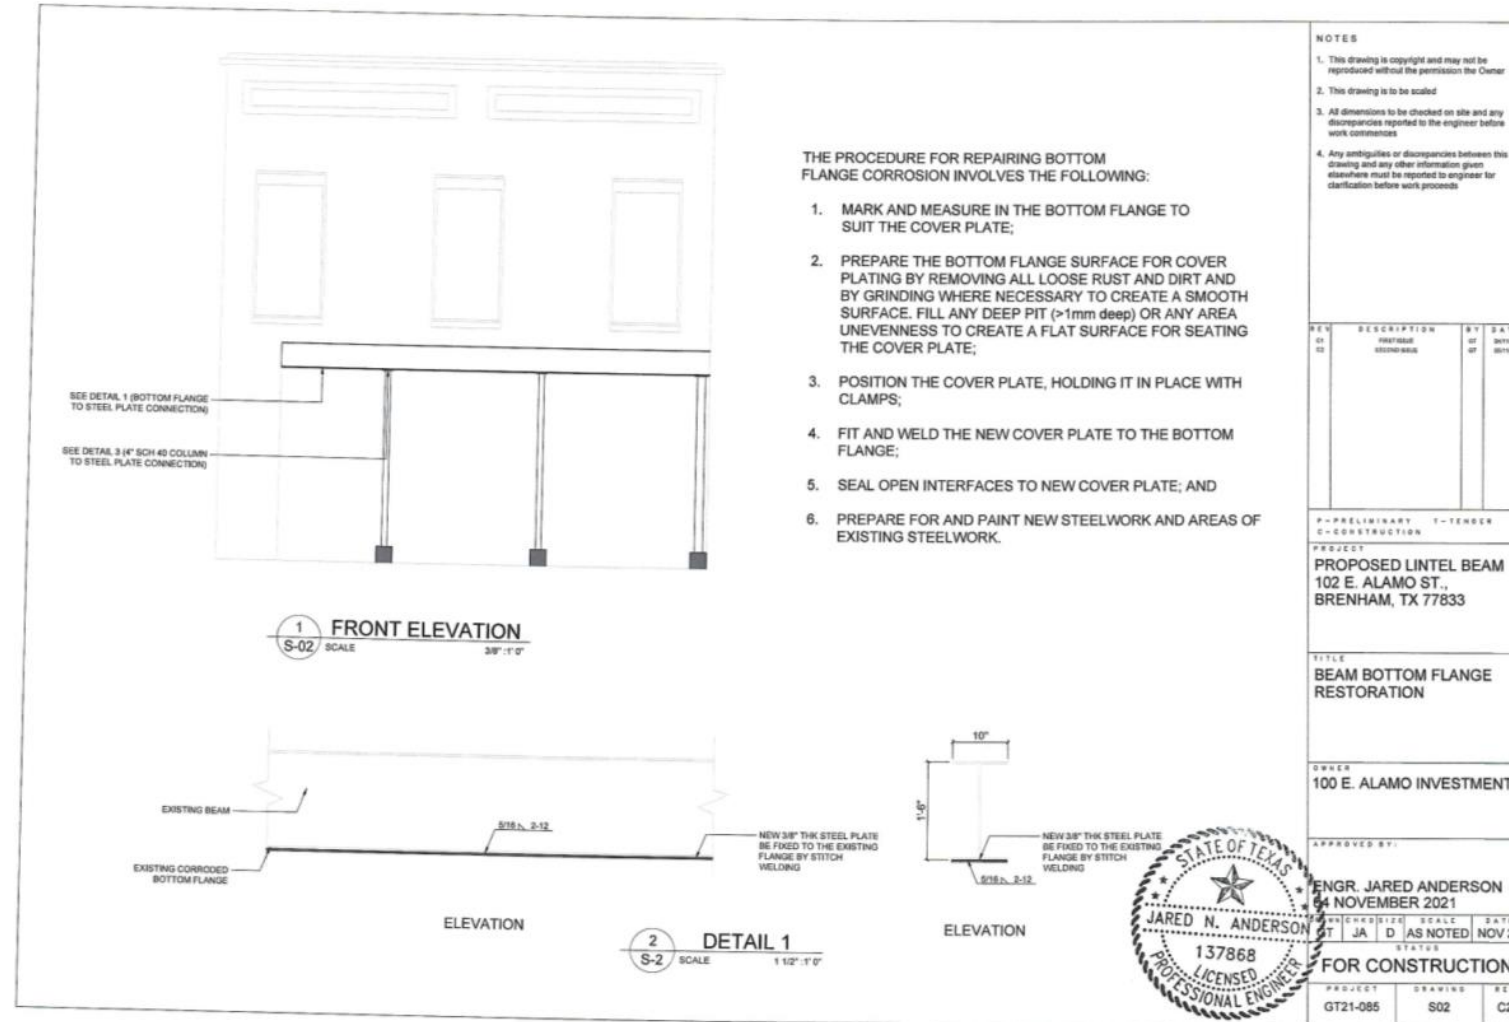 THE PROCEDURE FOR REPAIRING BOTTOM
FLANGE CORROSION INVOLVES THE FOLLOWING:
1. MARK AND MEASURE IN THE BOTTOM FLANGE TO
SUIT THE COVER PLATE;
2. PREPARE THE BOTTOM FLANGE SURFACE FOR COVER
PLATING BY REMOVING ALL LOOSE RUST AND DIRT AND
BY GRINDING WHERE NECESSARY TO CREATE A SMOOTH
SURFACE. FILL ANY DEEP PIT (>1mm deep) OR ANY AREA
UNEVENNESS TO CREATE A FLAT SURFACE FOR SEATING
THE COVER PLATE;
3. POSITION THE COVER PLATE, HOLDING IT IN PLACE WITH
CLAMPS;
4. FIT AND WELD THE NEW COVER PLATE TO THE BOTTOM
FLANGE;
5. SEAL OPEN INTERFACES TO NEW COVER PLATE; AND
6. PREPARE FOR AND PAINT NEW STEELWORK AND AREAS OF
EXISTING STEELWORK.
SEE DETAIL 1 (BOTTOM FLANGE
TO STEEL PLATE CONNECTION)
SEE DETAIL 3 (4" SCH 40 COLUMN
TO STEEL PLATE CONNECTION)
1
S-02
FRONT ELEVATION
SCALE 3/8" :1' 0"
EXISTING BEAM
EXISTING CORRODED
BOTTOM FLANGE
5/16 2-12
NEW 3/8" THK STEEL PLATE
BE FIXED TO THE EXISTING
FLANGE BY STITCH
WELDING
ELEVATION
2
S-2
DETAIL 1
SCALE 1 1/2" :1' 0"
10"
1'-6"
NEW 3/8" THK STEEL PLATE
BE FIXED TO THE EXISTING
FLANGE BY STITCH
WELDING
5/16 2-12
ELEVATION
STATE OF TEXAS
JARED N. ANDERSON
137868
LICENSED
PROFESSIONAL ENGINEER
NOTES
1. This drawing is copyright and may not be
reproduced without the permission the Owner
2. This drawing is to be scaled
3. All dimensions to be checked on site and any
discrepancies reported to the engineer before
work commences
4. Any ambiguities or discrepancies between this
drawing and any other information given
elsewhere must be reported to engineer for
clarification before work proceeds
REV DESCRIPTION BY
C1 FIRST ISSUE GT
C2 SECOND ISSUE GT
P-PRELIMINARY T-TENDER
C-CONSTRUCTION
PROJECT
PROPOSED LINTEL BEAM
102 E. ALAMO ST.,
BRENHAM, TX 77833
TITLE
BEAM BOTTOM FLANGE
RESTORATION
OWNER
100 E. ALAMO INVESTMENT
APPROVED BY:
ENGR. JARED ANDERSON
04 NOVEMBER 2021
CHKD SIZE SCALE
GT JA D AS NOTED NOV
STATUS
FOR CONSTRUCTION
PROJECT DRAWING
GT21-085 S02